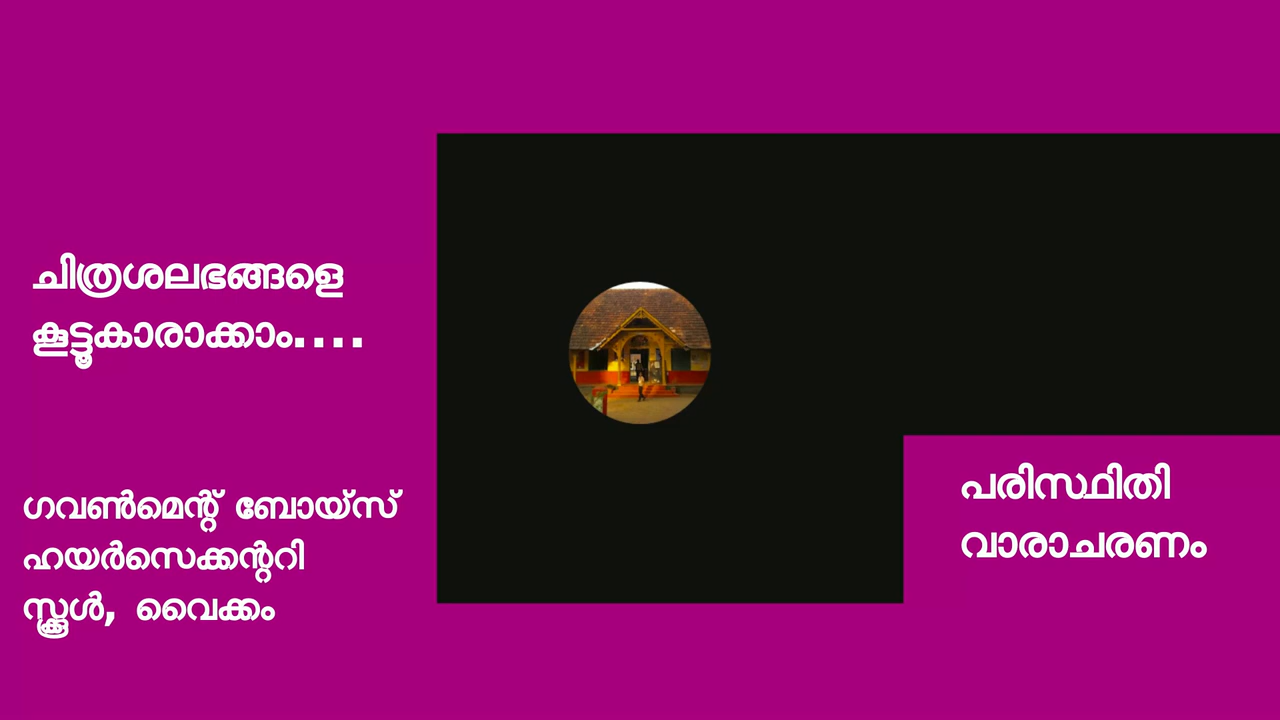 ചിത്രശലഭങ്ങളെ
കൂട്ടൂകാരാക്കാം....
ഗവൺമെന്റ് ബോയ്സ്
ഹയർസെക്കന്ററി
സ്ക്കൂൾ, വൈക്കം
പരിസ്ഥിതി
വാരാചരണം